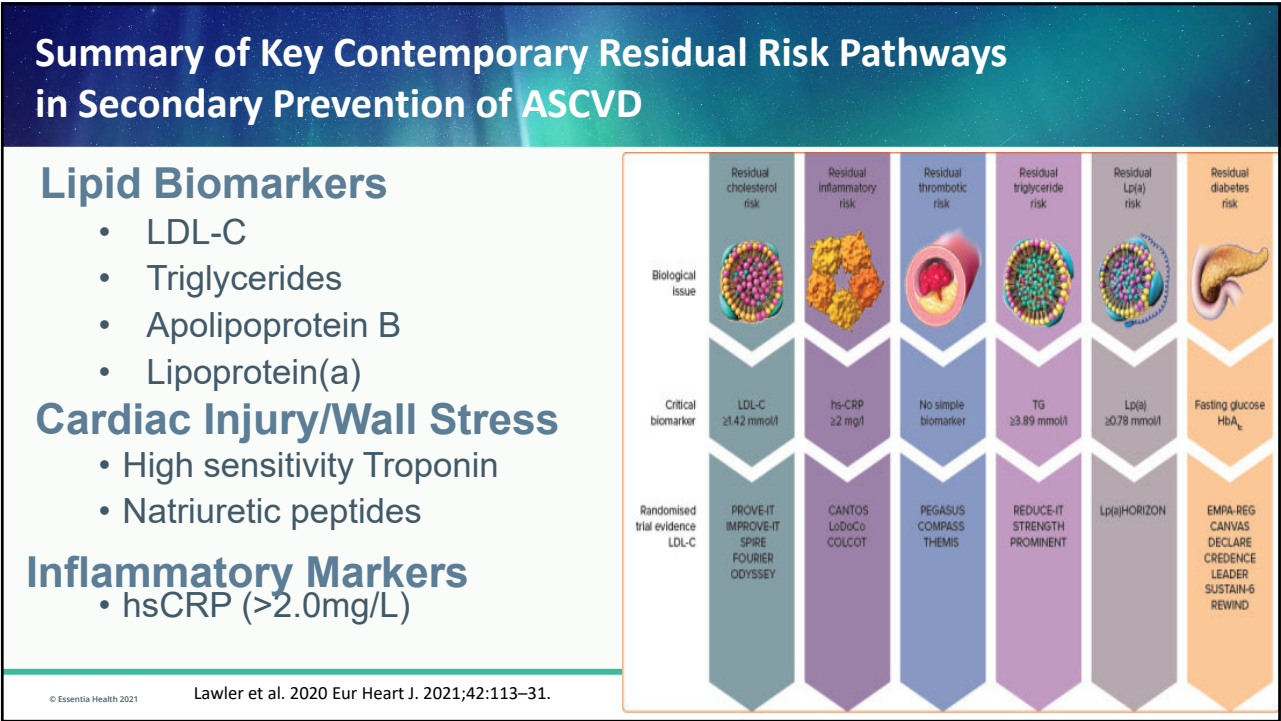 Summary of Key Contemporary Residual Risk Pathways
in Secondary Prevention of ASCVD
Lipid Biomarkers
• LDL-C
• Triglycerides
• Apolipoprotein B
• Lipoprotein(a)
Cardiac Injury/Wall Stress
• High sensitivity Troponin
• Natriuretic peptides
Inflammatory Markers
• hsCRP (>2.0mg/L)
Residual
cholesterol
risk
Residual
inflammatory
risk
Residual
thrombotic
risk
Residual
triglyceride
risk
Residual
Lp(a)
risk
Residual
diabetes
risk
Biological
issue
Critical
biomarker
LDL-C
≥1.42 mmol/l
hs-CRP
≥2 mg/l
No simple
biomarker
TG
≥3.89 mmol/l
Lp(a)
≥0.78 mmol/l
Fasting glucose
HbA1c
Randomised
trial evidence
LDL-C
PROVE-IT
IMPROVE-IT
SPIRE
FOURIER
ODYSSEY
CANTOS
LoDoCo
COLCOT
PEGASUS
COMPASS
THEMIS
REDUCE-IT
STRENGTH
PROMINENT
Lp(a)HORIZON
EMPA-REG
CANVAS
DECLARE
CREDENCE
LEADER
SUSTAIN-6
REWIND
© Essentia Health 2021
Lawler et al. 2020 Eur Heart J. 2021;42:113–31.